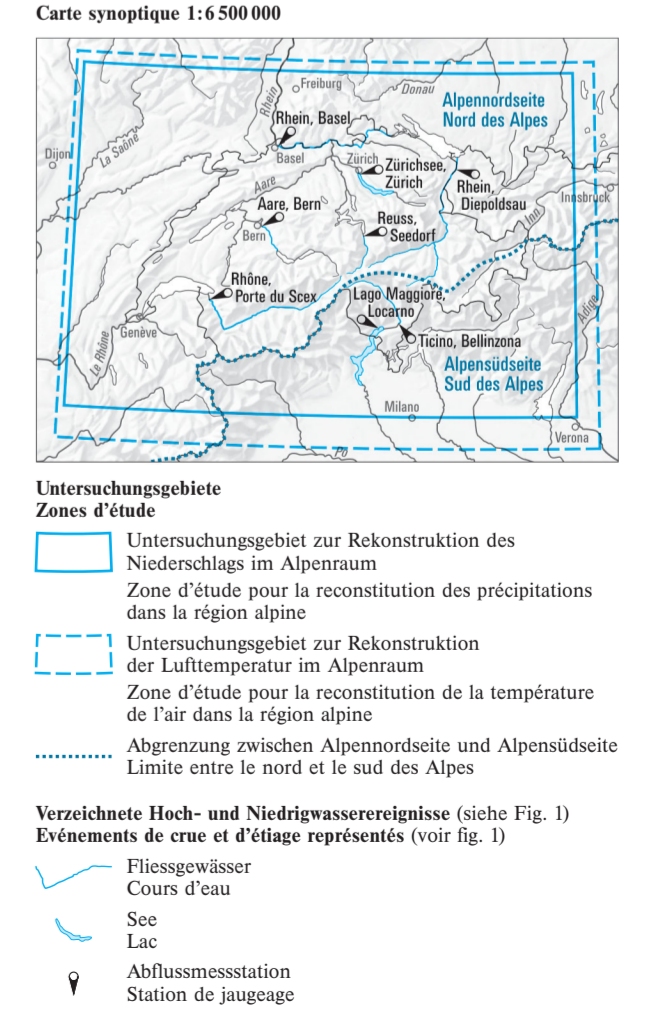 Carte synoptique 1:6 500 000
Freiburg
Donau
Rhein
Alpennordseite
Nord des Alpes
Rhein, Basel
La Saône
Dijon
Basel
Zürich
Zürichsee,
Zürich
Rhein,
Diepoldsau
Innsbruck
Aare
Aare, Bern
Bern
Reuss,
Seedorf
Inn
Rhône,
Porte du Scex
Lago Maggiore,
Locarno
Adige
Genève
Le Rhône
Ticino, Bellinzona
Alpensüdseite
Sud des Alpes
Milano
Verona
Po
Untersuchungsgebiete
Zones d'étude
Untersuchungsgebiet zur Rekonstruktion des
Niederschlags im Alpenraum
Zone d'étude pour la reconstitution des précipitations
dans la région alpine
Untersuchungsgebiet zur Rekonstruktion
der Lufttemperatur im Alpenraum
Zone d'étude pour la reconstitution de la température
de l'air dans la région alpine
Abgrenzung zwischen Alpennordseite und Alpensüdseite
Limite entre le nord et le sud des Alpes
Verzeichnete Hoch- und Niedrigwasserereignisse (siehe Fig. 1)
Evénements de crue et d'étiage représentés (voir fig. 1)
Fliessgewässer
Cours d'eau
See
Lac
Abflussmessstation
Station de jaugeage